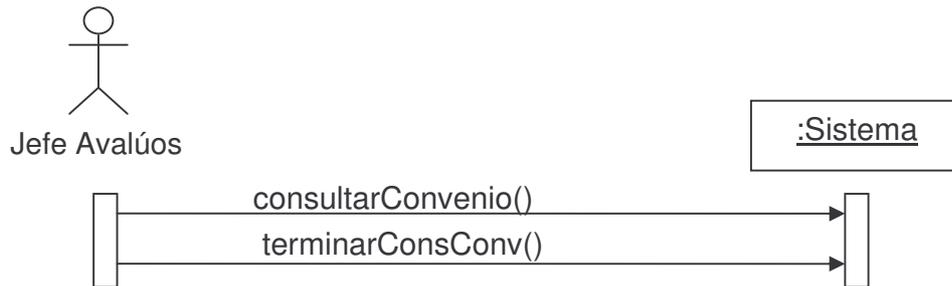 Jefe Avalúos
:Sistema
consultarConvenio()
terminarConsConv()